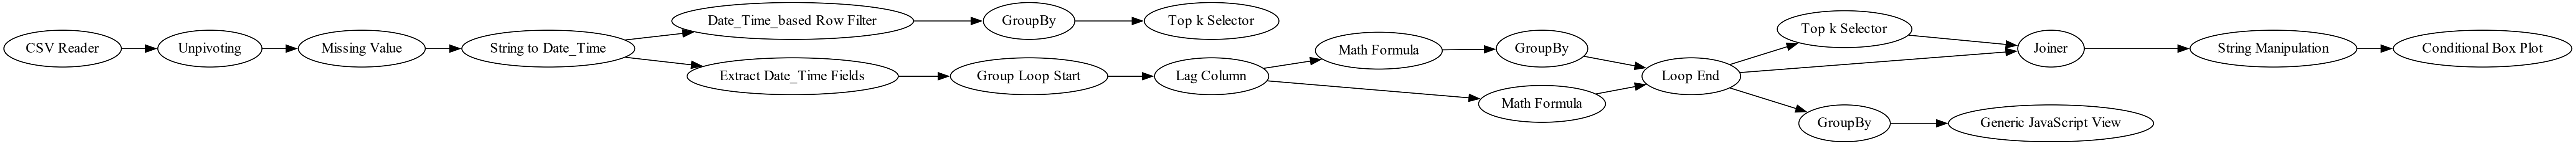 CSV Reader
Unpivoting
Missing Value
String to Date_Time
Date_Time_based Row Filter
GroupBy
Top k Selector
Extract Date_Time Fields
Group Loop Start
Lag Column
Math Formula
GroupBy
Math Formula
Loop End
Top k Selector
Joiner
String Manipulation
Conditional Box Plot
GroupBy
Generic JavaScript View